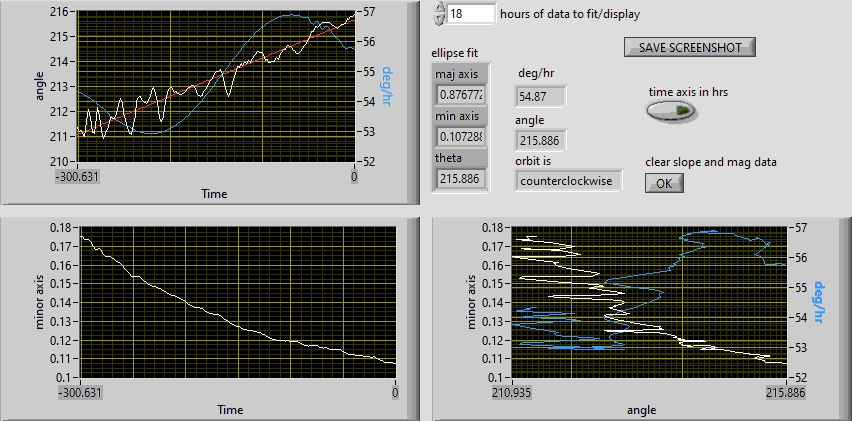 216
215
214
213
212
211
210
angle
57
56
55
54
53
52
deg/hr
-300.631
0
Time
18
hours of data to fit/display
SAVE SCREENSHOT
ellipse fit
maj axis
0.87677
min axis
0.10728
theta
215.886
deg/hr
54.87
angle
215.886
orbit is
counterclockwise
time axis in hrs
clear slope and mag data
OK
0.18
0.17
0.16
0.15
0.14
0.13
0.12
0.11
0.1
minor axis
-300.631
0
Time
0.18
0.17
0.16
0.15
0.14
0.13
0.12
0.11
0.1
minor axis
57
56
55
54
53
52
deg/hr
210.935
215.886
angle